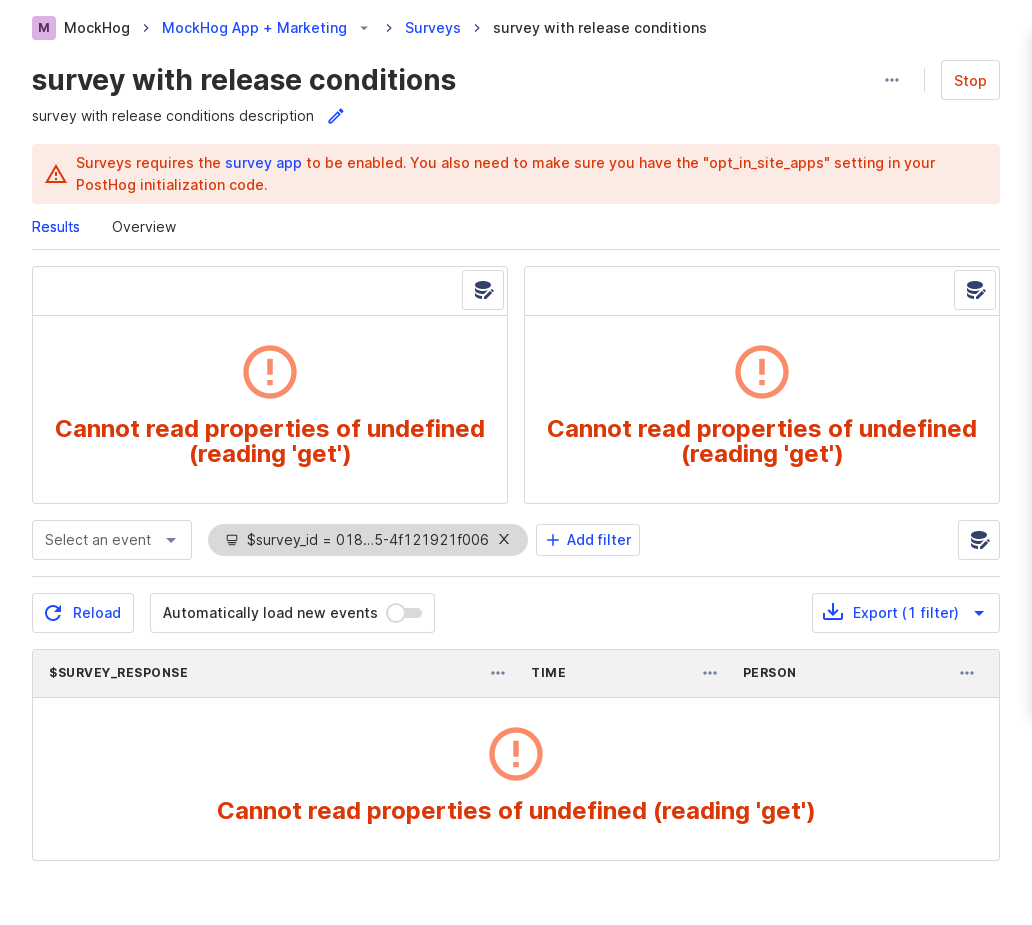 M MockHog MockHog App + Marketing Surveys survey with release conditions
survey with release conditions
Stop
survey with release conditions description
Surveys requires the survey app to be enabled. You also need to make sure you have the "opt_in_site_apps" setting in your
PostHog initialization code.
Results Overview
Cannot read properties of undefined
(reading 'get')
Cannot read properties of undefined
(reading 'get')
Select an event $survey_id = 018...5-4f121921f006 Add filter
Reload Automatically load new events Export (1 filter)
$SURVEY_RESPONSE TIME PERSON
Cannot read properties of undefined (reading 'get')